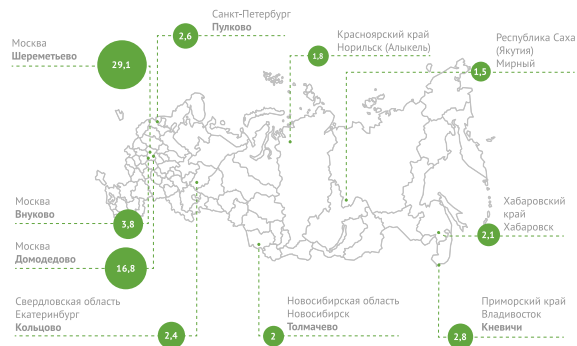 Санкт-Петербург
Пулково
2,6
Москва
Шереметьево
29,1
Красноярский край
Норильск (Алыкель)
1,8
Республика Саха
(Якутия)
Мирный
1,5
Москва
Внуково
3,8
Москва
Домодедово
16,8
Хабаровский
край
Хабаровск
2,1
Свердловская область
Екатеринбург
Кольцово
2,4
Новосибирская область
Новосибирск
Толмачево
2
Приморский край
Владивосток
Кневичи
2,8